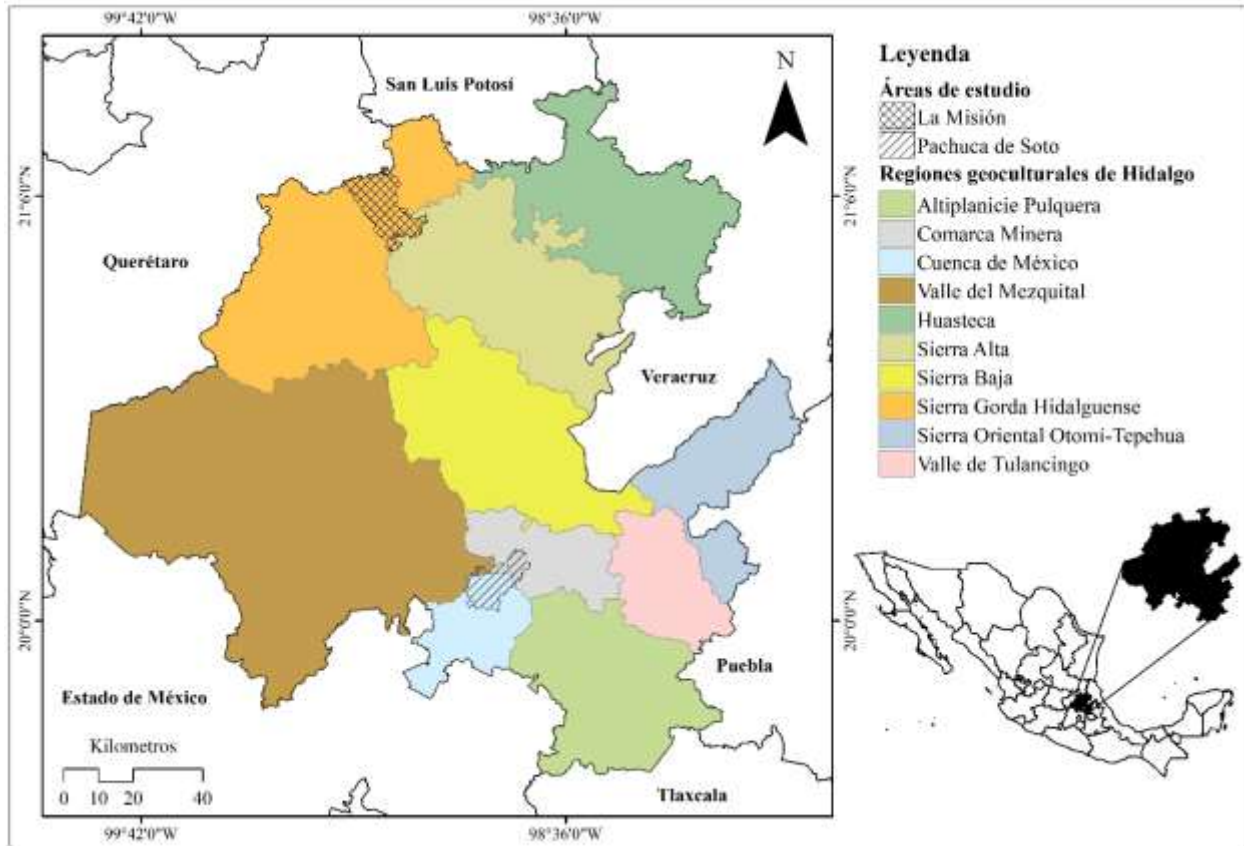 99°42'0"W
98°36'0"W
San Luis Potosí
N
21°6'0"N
21°6'0"N
Querétaro
Veracruz
20°0'0"N
20°0'0"N
Puebla
Estado de México
Kilometros
0 10 20 40
Tlaxcala
99°42'0"W
98°36'0"W
Leyenda
Áreas de estudio
La Misión
Pachuca de Soto
Regiones geoculturales de Hidalgo
Altiplanicie Pulquera
Comarca Minera
Cuenca de México
Valle del Mezquital
Huasteca
Sierra Alta
Sierra Baja
Sierra Gorda Hidalguense
Sierra Oriental Otomí-Tepehua
Valle de Tulancingo